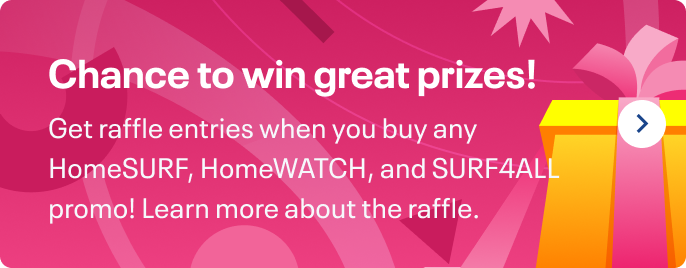 Chance to win great prizes!
Get raffle entries when you buy any
HomeSURF, HomeWATCH, and SURF4ALL
promo! Learn more about the raffle.